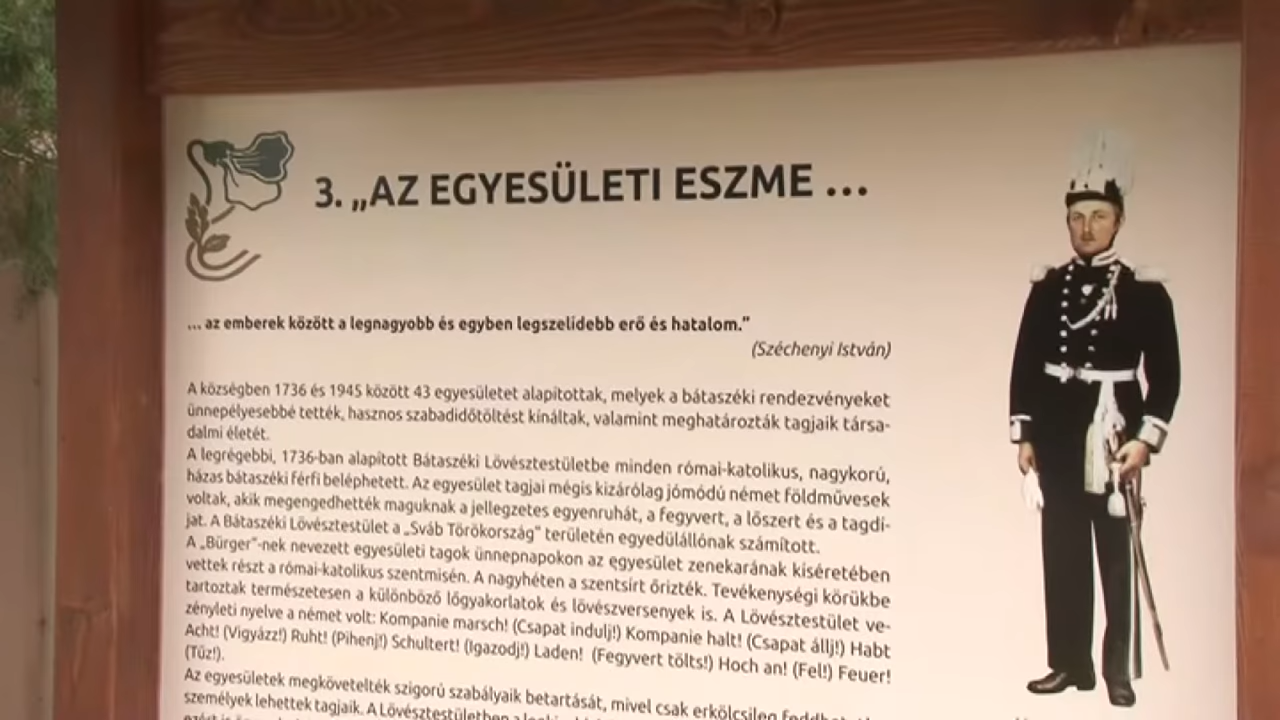 3. „AZ EGYESÜLETI ESZME ...
... az emberek között a legnagyobb és egyben legszelídebb erő és hatalom.”
(Széchenyi István)
A községben 1736 és 1945 között 43 egyesületet alapítottak, melyek a bátaszéki rendezvényeket
ünnepélyesebbé tették, hasznos szabadidőtöltést kínáltak, valamint meghatározták tagjaik társa-
dalmi életét.
A legrégebbi, 1736-ban alapított Bátaszéki Lövésztestületbe minden római-katolikus, nagykorú,
házas bátaszéki férfi beléphetett. Az egyesület tagjai mégis kizárólag jómódú német földművesek
voltak, akik megengedhették maguknak a jellegzetes egyenruhát, a fegyvert, a lőszert és a tagdí-
jat. A Bátaszéki Lövésztestület a „Sváb Törökország” területén egyedülállónak számított.
A „Bürger”-nek nevezett egyesületi tagok ünnepnapokon az egyesület zenekarának kíséretében
vettek részt a római-katolikus szentmisén. A nagyhéten a szentsírt őrizték. Tevékenységi körükbe
tartoztak természetesen a különböző lőgyakorlatok és lövészversenyek is. A Lövésztestület ve-
zényleti nyelve a német volt: Kompanie marsch! (Csapat indulj!) Kompanie halt! (Csapat állj!) Habt
Acht! (Vigyázz!) Ruht! (Pihenj!) Schultert! (Igazodj!) Laden! (Fegyvert tölts!) Hoch an! (Fel!) Feuer!
(Tűz!).
Az egyesületek megkövetelték szigorú szabályaik betartását, mivel csak erkölcsileg
személyek lehettek tagjaik. A Lövésztestületben a